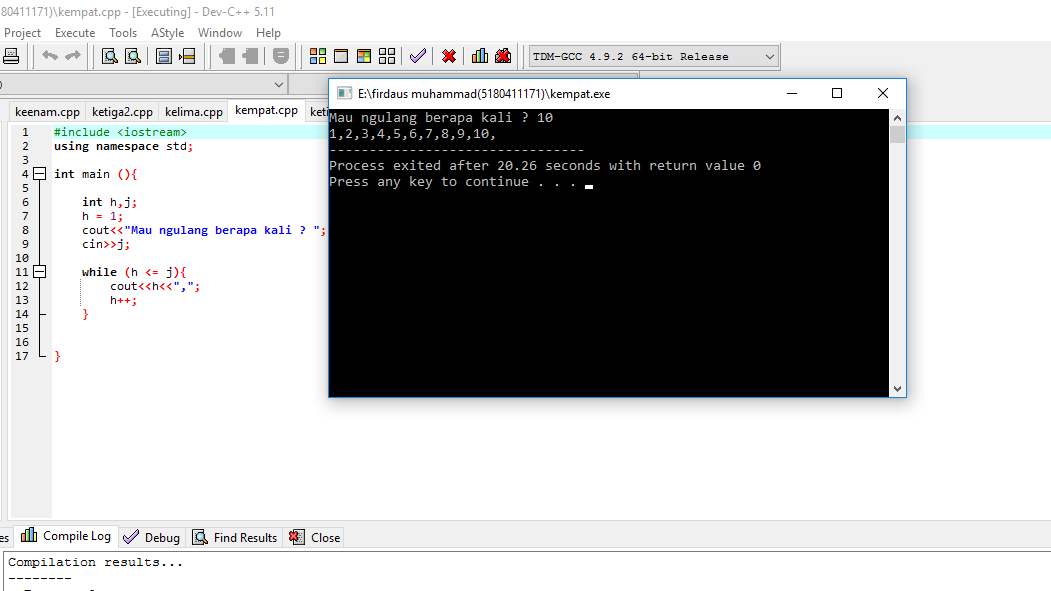 80411171)\kempat.cpp - [Executing] - Dev-C++ 5.11
Project Execute Tools AStyle Window Help
TDM-GCC 4.9.2 64-bit Release
keenam.cpp ketiga2.cpp kelima.cpp kempat.cpp keti
1 #include <iostream>
2 using namespace std;
3
4 int main (){
5
6 int h,j;
7 h = 1;
8 cout<<"Mau ngulang berapa kali ? ";
9 cin>>j;
10
11 while (h <= j){
12 cout<<h<<",";
13 h++;
14 }
15
16
17 }
E:\firdaus muhammad(5180411171)\kempat.exe
Mau ngulang berapa kali ? 10
1,2,3,4,5,6,7,8,9,10,
--------------------------------
Process exited after 20.26 seconds with return value 0
Press any key to continue . . .
es Compile Log Debug Find Results Close
Compilation results...
--------